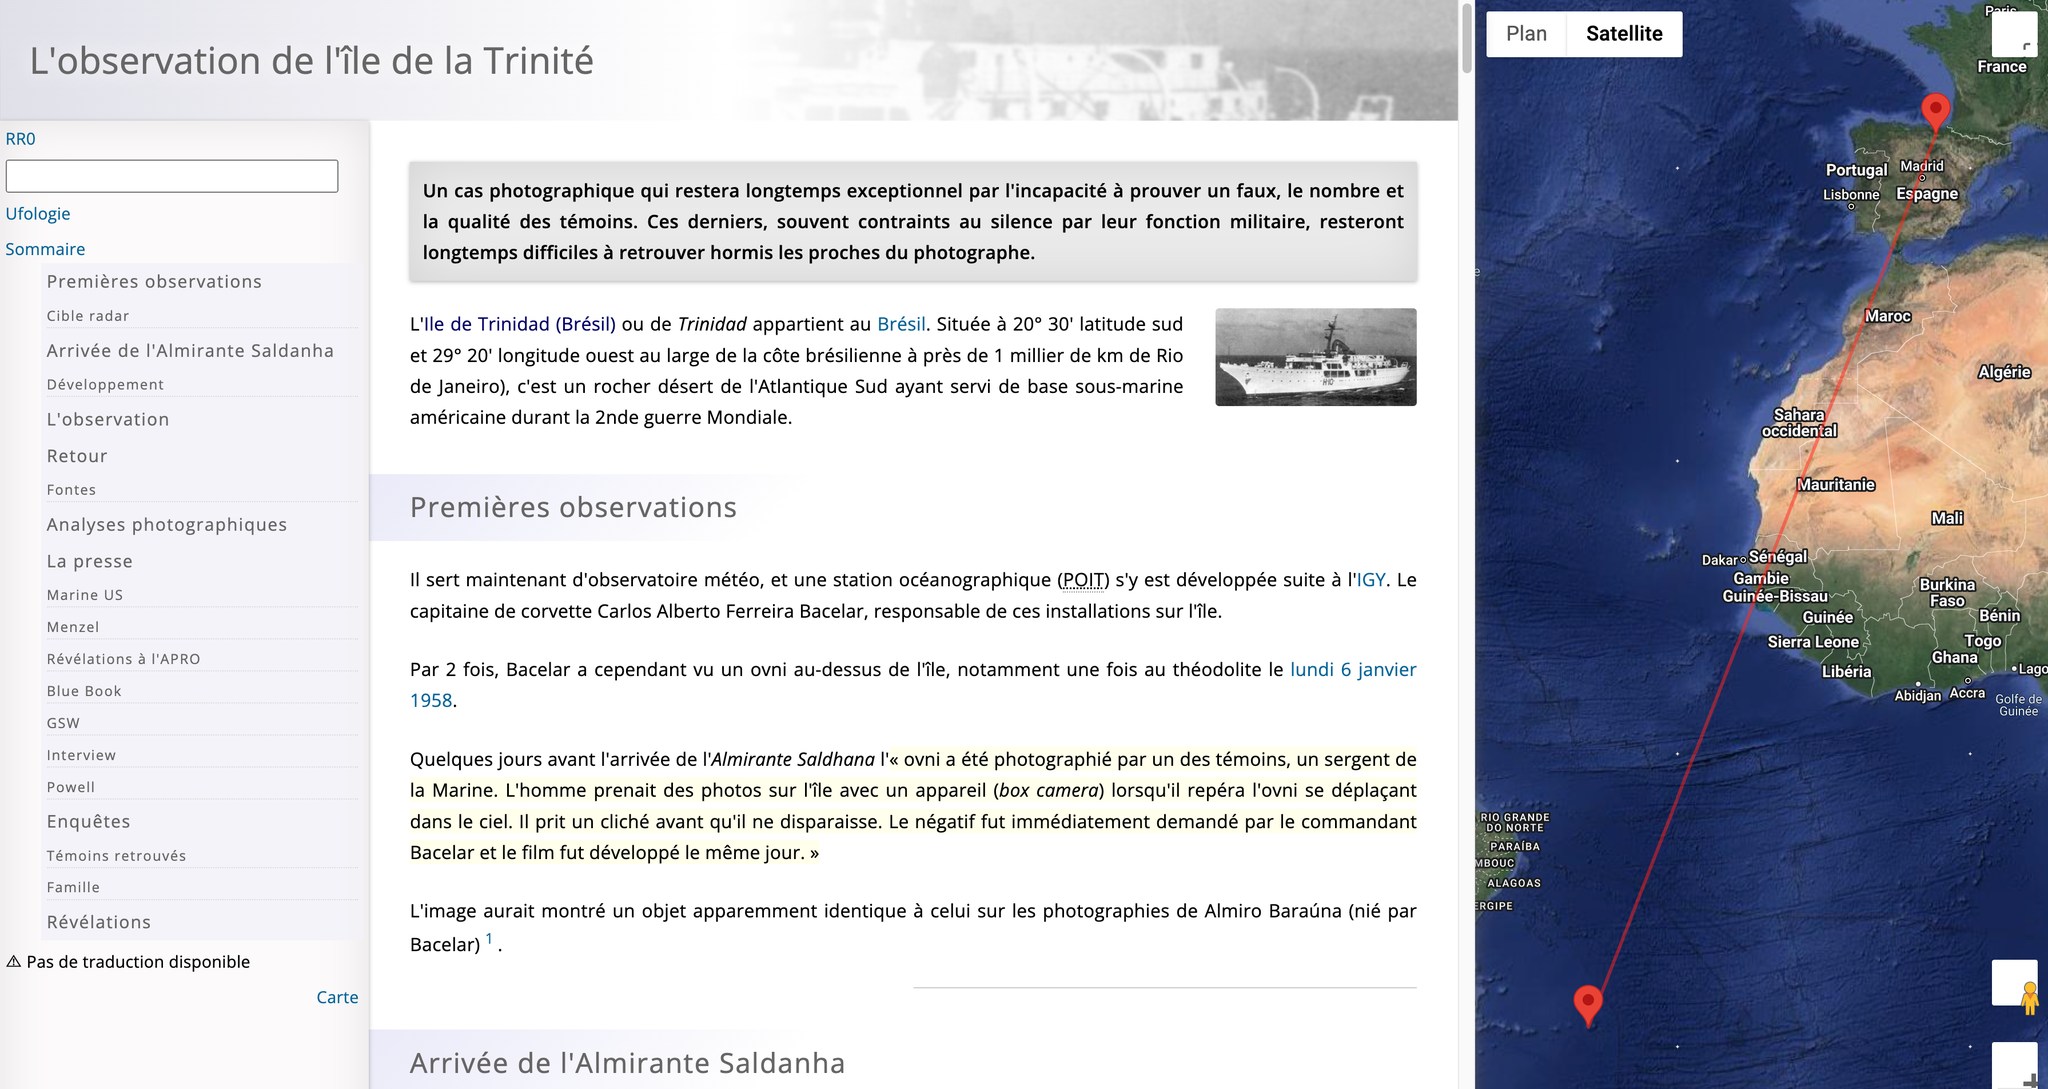 L'observation de l'île de la Trinité
RR0
Ufologie
Sommaire
Premières observations
Cible radar
Arrivée de l'Almirante Saldanha
Développement
L'observation
Retour
Fontes
Analyses photographiques
La presse
Marine US
Menzel
Révélations à l'APRO
Blue Book
GSW
Interview
Powell
Enquêtes
Témoins retrouvés
Famille
Révélations
⚠ Pas de traduction disponible
Carte
Un cas photographique qui restera longtemps exceptionnel par l'incapacité à prouver un faux, le nombre et
la qualité des témoins. Ces derniers, souvent contraints au silence par leur fonction militaire, resteront
longtemps difficiles à retrouver hormis les proches du photographe.
L'Ile de Trinidad (Brésil) ou de Trinidad appartient au Brésil. Située à 20° 30' latitude sud
et 29° 20' longitude ouest au large de la côte brésilienne à près de 1 millier de km de Rio
de Janeiro), c'est un rocher désert de l'Atlantique Sud ayant servi de base sous-marine
américaine durant la 2nde guerre Mondiale.
H10
Premières observations
Il sert maintenant d'observatoire météo, et une station océanographique (POIT) s'y est développée suite à l'IGY. Le
capitaine de corvette Carlos Alberto Ferreira Bacelar, responsable de ces installations sur l'île.
Par 2 fois, Bacelar a cependant vu un ovni au-dessus de l'île, notamment une fois au théodolite le lundi 6 janvier
1958.
Quelques jours avant l'arrivée de l'Almirante Saldhana l'« ovni a été photographié par un des témoins, un sergent de
la Marine. L'homme prenait des photos sur l'île avec un appareil (box camera) lorsqu'il repéra l'ovni se déplaçant
dans le ciel. Il prit un cliché avant qu'il ne disparaisse. Le négatif fut immédiatement demandé par le commandant
Bacelar et le film fut développé le même jour. »
L'image aurait montré un objet apparemment identique à celui sur les photographies de Almiro Baraúna (nié par
Bacelar) 1 .
Arrivée de l'Almirante Saldanha
Plan
Satellite
Paris
France
Portugal
Madrid
Lisbonne
Espagne
Maroc
Algérie
Sahara
occidental
Mauritanie
Mali
Dakar
Sénégal
Gambie
Guinée-Bissau
Burkina
Faso
Guinée
Bénin
Sierra Leone
Togo
Ghana
Libéria
Lago
Abidjan
Accra
Golfe de
Guinée
RIO GRANDE
DO NORTE
PARAÍBA
MBOUC
ALAGOAS
ERGIPE